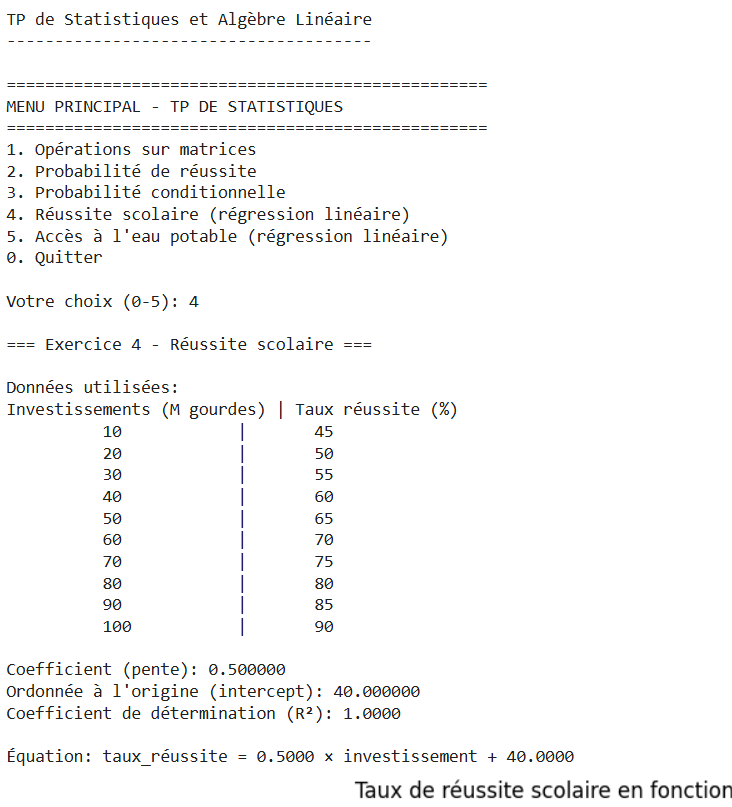 TP de Statistiques et Algèbre Linéaire
--------------------------------------
==================================================
MENU PRINCIPAL - TP DE STATISTIQUES
==================================================
1. Opérations sur matrices
2. Probabilité de réussite
3. Probabilité conditionnelle
4. Réussite scolaire (régression linéaire)
5. Accès à l'eau potable (régression linéaire)
0. Quitter
Votre choix (0-5): 4
=== Exercice 4 - Réussite scolaire ===
Données utilisées:
Investissements (M gourdes) | Taux réussite (%)
10 | 45
20 | 50
30 | 55
40 | 60
50 | 65
60 | 70
70 | 75
80 | 80
90 | 85
100 | 90
Coefficient (pente): 0.500000
Ordonnée à l'origine (intercept): 40.000000
Coefficient de détermination (R²): 1.0000
Équation: taux_réussite = 0.5000 × investissement + 40.0000
Taux de réussite scolaire en fonction